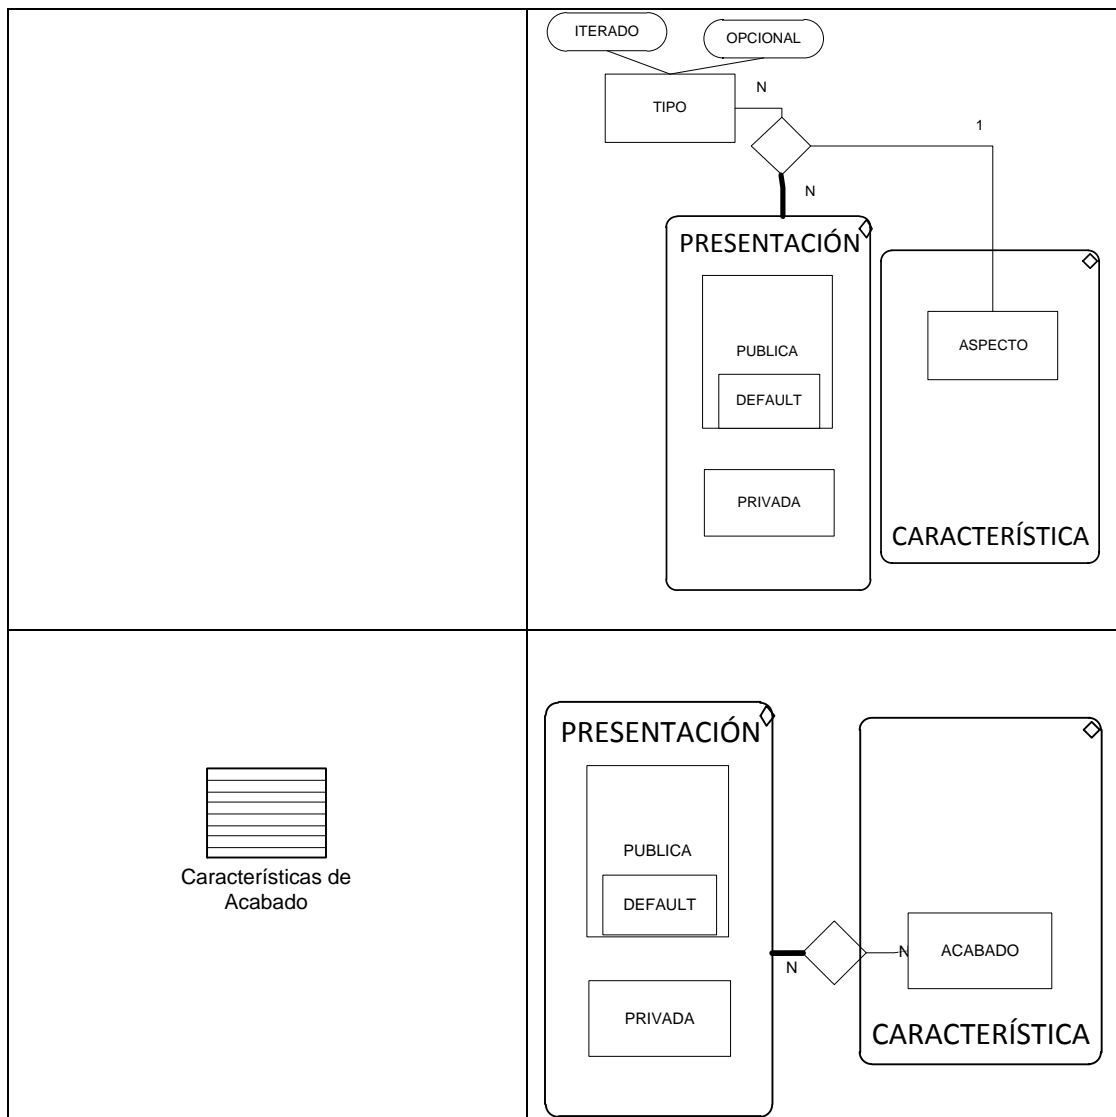 ITERADO
OPCIONAL
TIPO
N
1
N
PRESENTACIÓN
PUBLICA
DEFAULT
PRIVADA
ASPECTO
CARACTERÍSTICA
Características de
Acabado
PRESENTACIÓN
PUBLICA
DEFAULT
PRIVADA
N
N
ACABADO
CARACTERÍSTICA